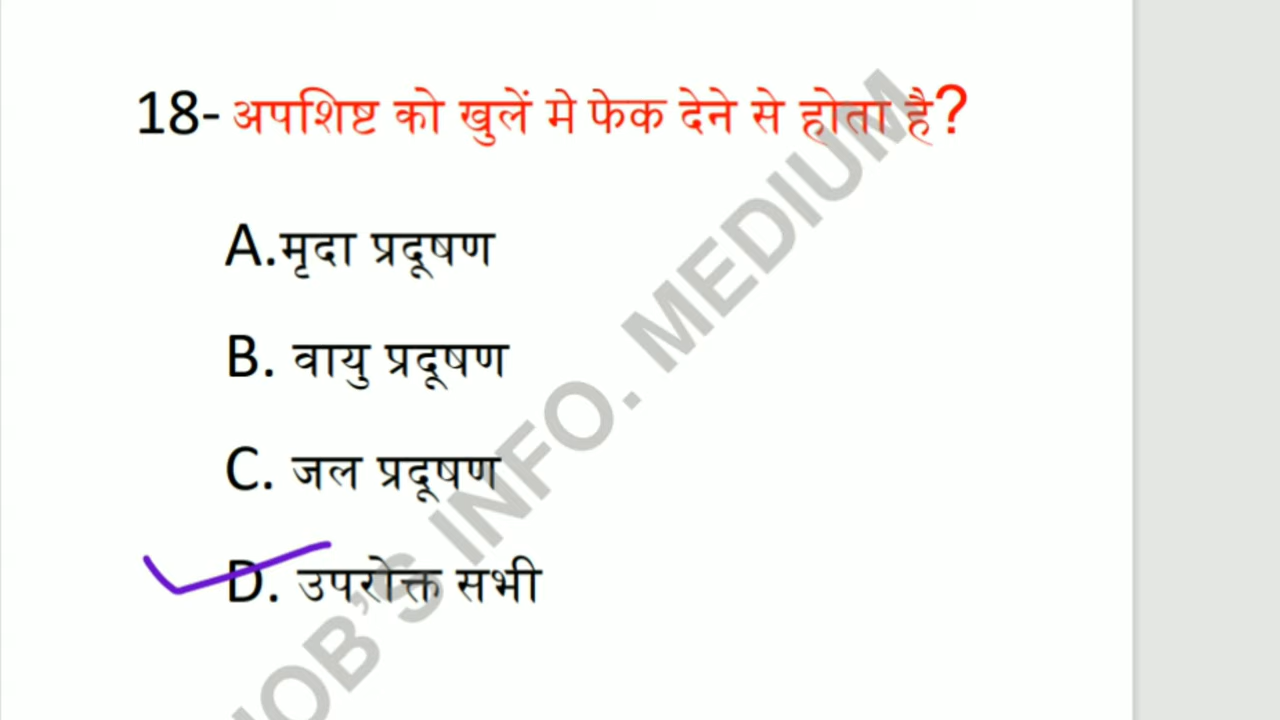 18- अपशिष्ट को खुलें मे फेक देने से होता है?
A.मृदा प्रदूषण
B. वायु प्रदूषण
C. जल प्रदूषण
D. उपरोक्त सभी
JOB'S INFO. MEDIUM